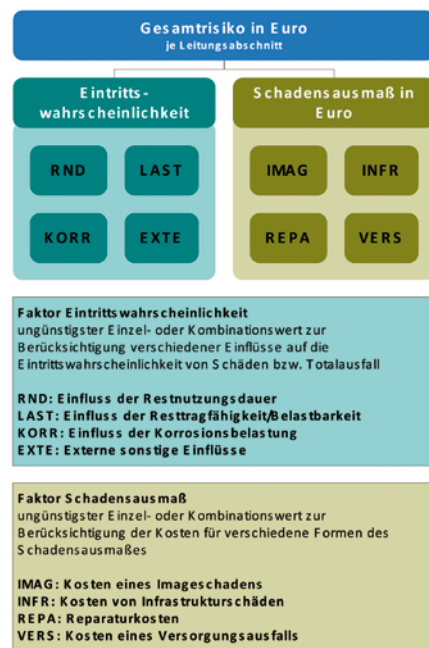 Gesamtrisiko in Euro
je Leitungsabschnitt
Eintritts-
wahrscheinlichkeit
Schadensausmaß in
Euro
RND
LAST
IMAG
INFR
KORR
EXTE
REPA
VERS
Faktor Eintrittswahrscheinlichkeit
ungünstigster Einzel- oder Kombinationswert zur
Berücksichtigung verschiedener Einflüsse auf die
Eintrittswahrscheinlichkeit von Schäden bzw. Totalausfall
RND: Einfluss der Restnutzungsdauer
LAST: Einfluss der Resttragfähigkeit/Belastbarkeit
KORR: Einfluss der Korrosionsbelastung
EXTE: Externe sonstige Einflüsse
Faktor Schadensausmaß
ungünstigster Einzel- oder Kombinationswert zur
Berücksichtigung der Kosten für verschiedene Formen des
Schadensausmaßes
IMAG: Kosten eines Imageschadens
INFR: Kosten von Infrastrukturschäden
REPA: Reparaturkosten
VERS: Kosten eines Versorgungsausfalls